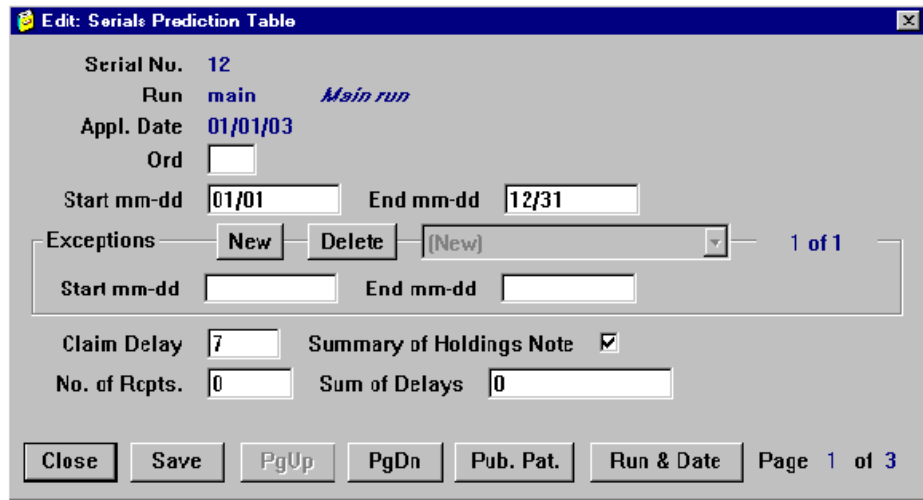 Edit: Serials Prediction Table
Serial No. 12
Run main Main run
Appl. Date 01/01/03
Ord
Start mm-dd 01/01 End mm-dd 12/31
Exceptions New Delete (New) 1 of 1
Start mm-dd End mm-dd
Claim Delay 7 Summary of Holdings Note
No. of Rcpts. 0 Sum of Delays 0
Close Save PgUp PgDn Pub. Pat. Run & Date Page 1 of 3